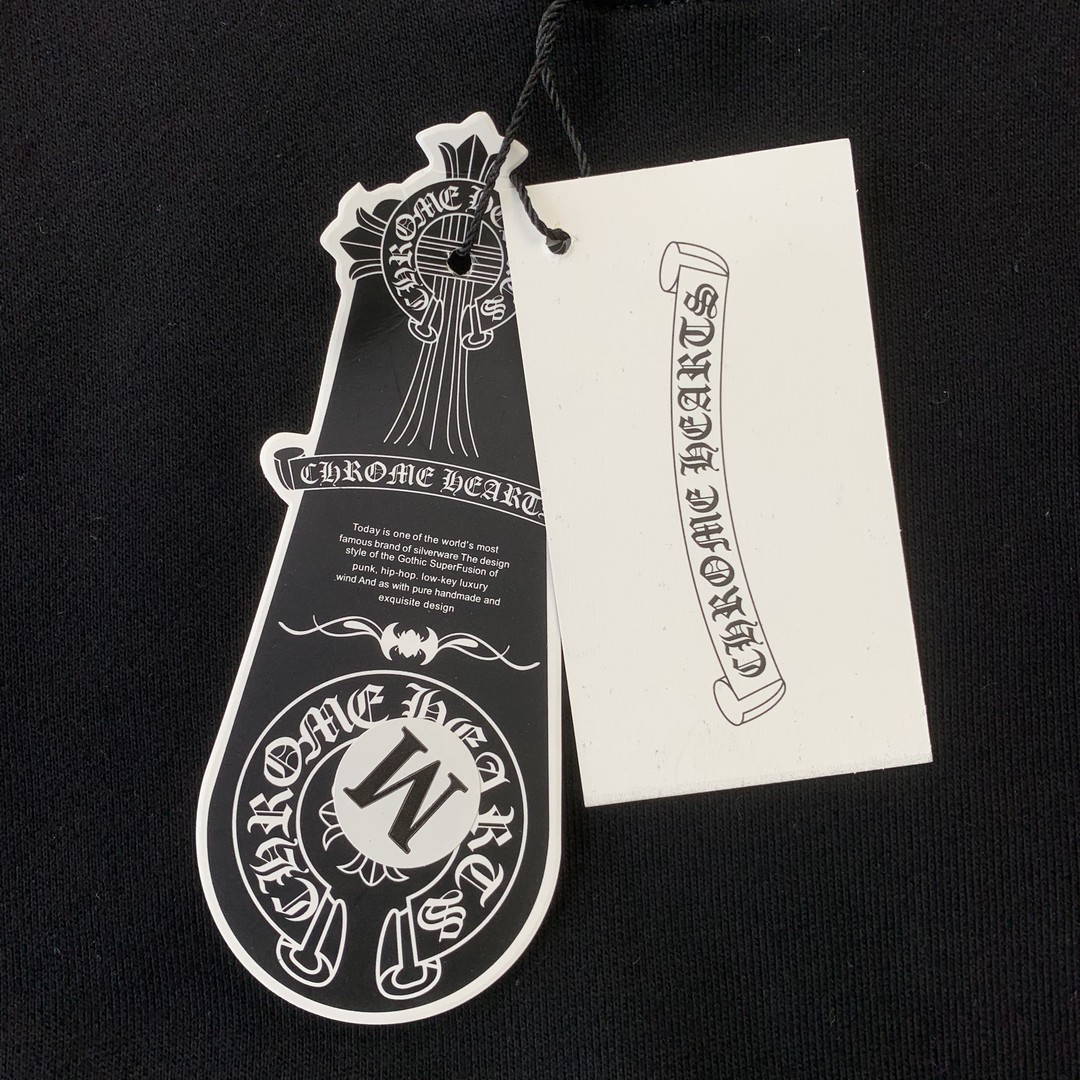 CHROME HE
S
CHROME HEARTS
Today is one of the world's most
famous brand of silverware The design
style of the Gothic SuperFusion of
punk, hip-hop. low-key luxury
.wind And as with pure handmade and
exquisite design
CHROME HEARTS
M
CHROME HEARTS